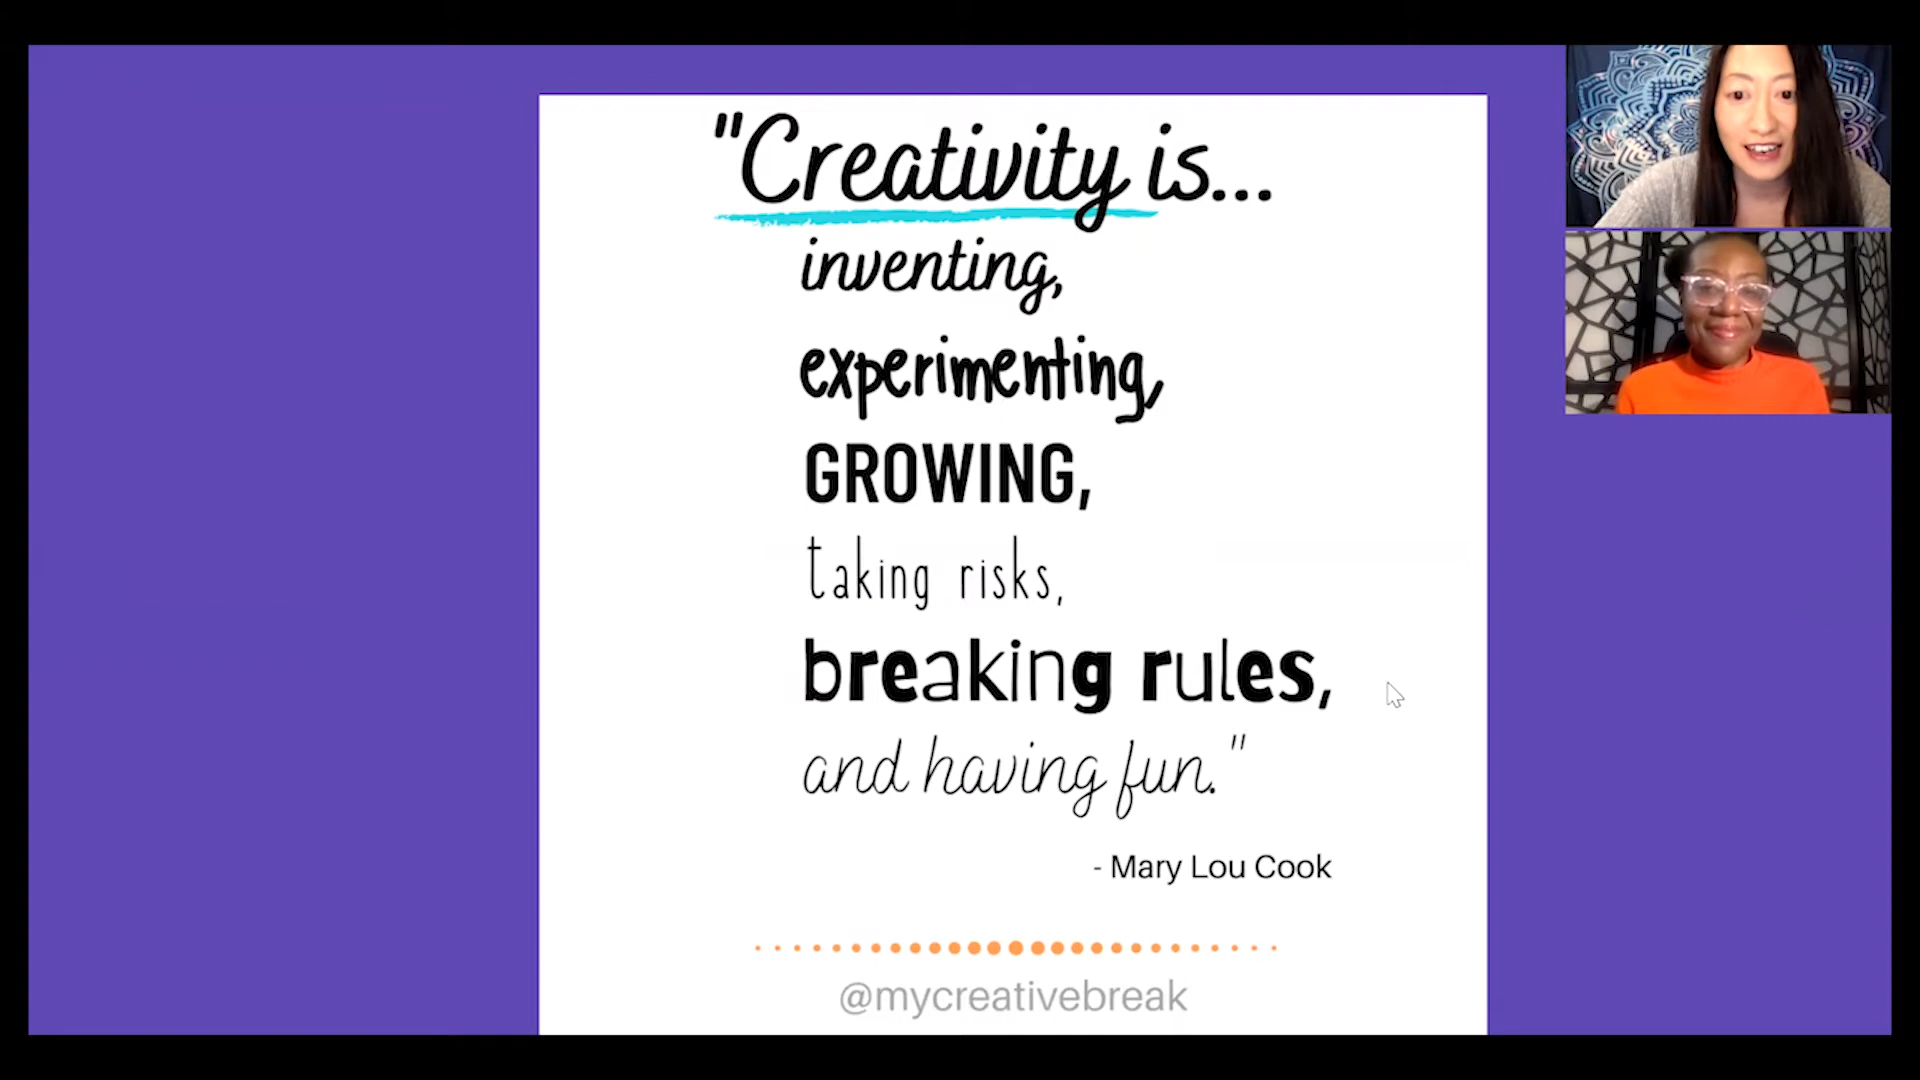 "Creativity is...
inventing,
experimenting,
GROWING,
taking risks,
breaking rules,
and having fun."
- Mary Lou Cook
@mycreativebreak